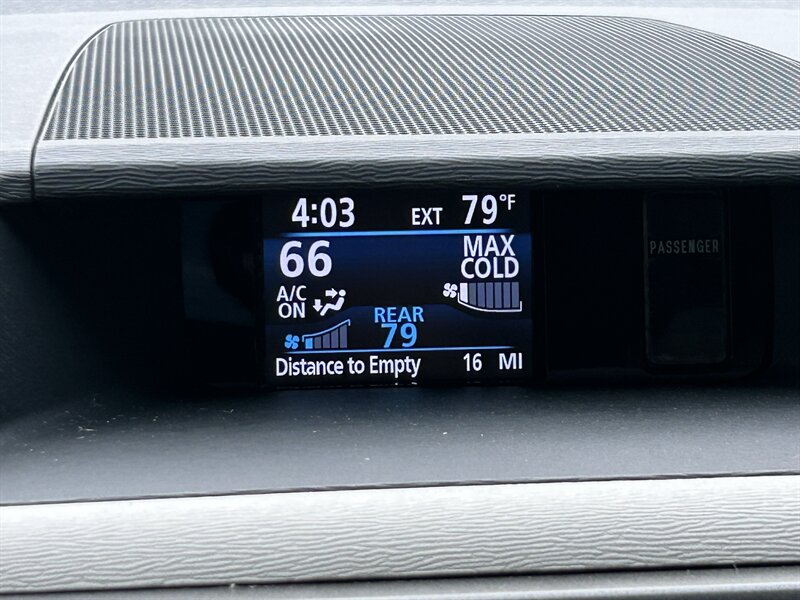 4:03 EXT 79°F
66 MAX COLD
A/C ON
REAR
79
Distance to Empty 16 MI
PASSENGER